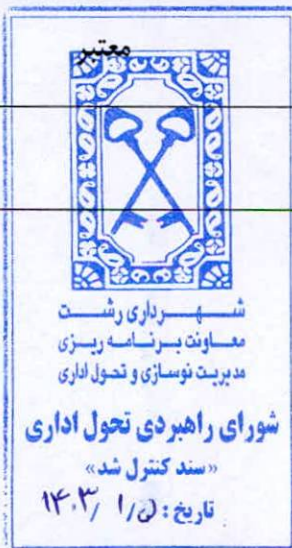 معتبر
شهرداری رشت
معاونت برنامه ریزی
مدیریت نوسازی و تحول اداری
شورای راهبردی تحول اداری
«سند کنترل شد»
تاریخ: ۱۴۰۳/۱/۵